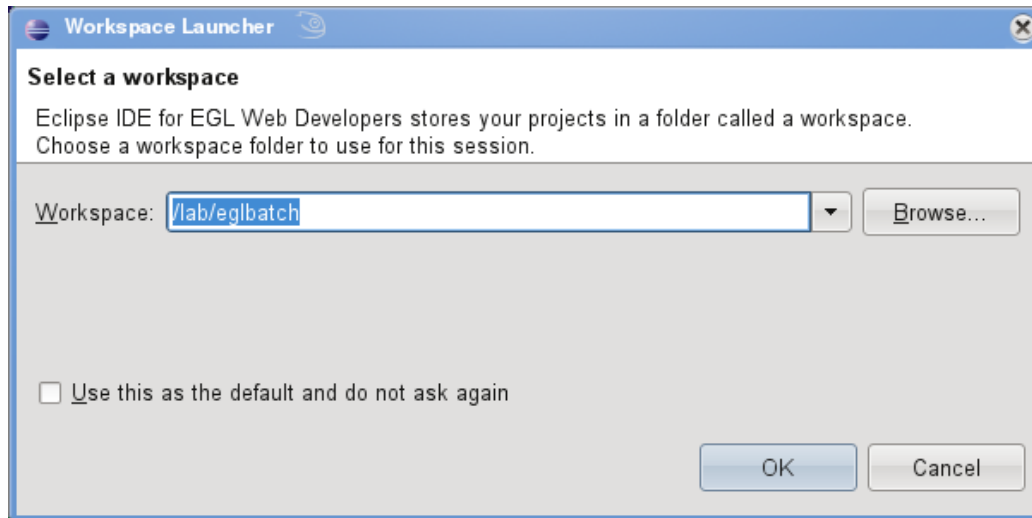 Workspace Launcher
Select a workspace
Eclipse IDE for EGL Web Developers stores your projects in a folder called a workspace.
Choose a workspace folder to use for this session.
Workspace: /lab/eglbatch Browse...
Use this as the default and do not ask again
OK Cancel